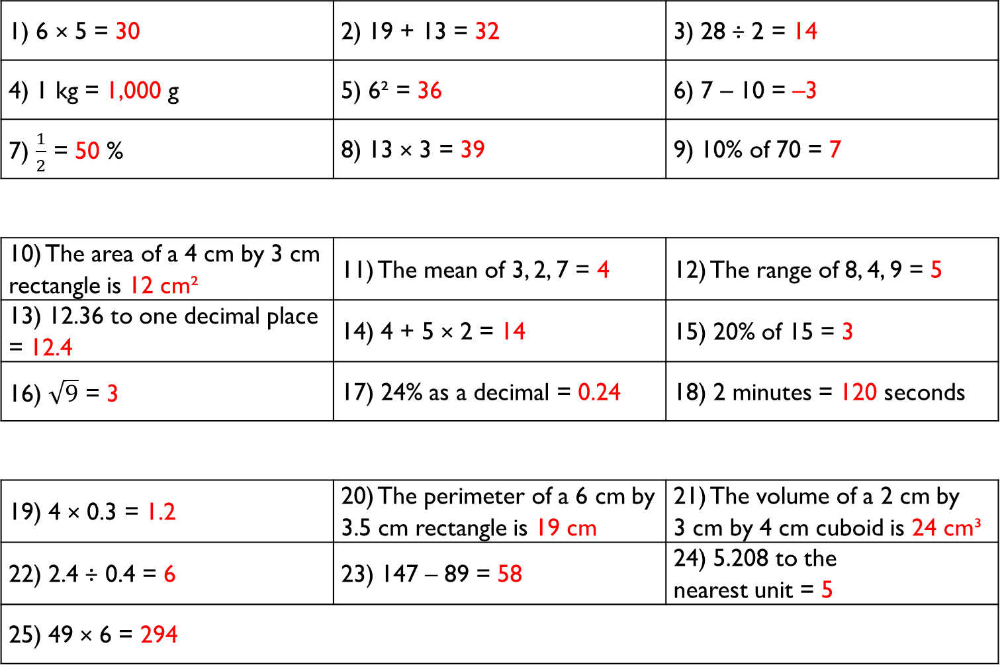 1) 6 × 5 = 30
2) 19 + 13 = 32
3) 28 ÷ 2 = 14
4) 1 kg = 1,000 g
5) 6² = 36
6) 7 – 10 = –3
7) 1/2 = 50 %
8) 13 × 3 = 39
9) 10% of 70 = 7
10) The area of a 4 cm by 3 cm
rectangle is 12 cm²
11) The mean of 3, 2, 7 = 4
12) The range of 8, 4, 9 = 5
13) 12.36 to one decimal place
= 12.4
14) 4 + 5 × 2 = 14
15) 20% of 15 = 3
16) √9 = 3
17) 24% as a decimal = 0.24
18) 2 minutes = 120 seconds
19) 4 × 0.3 = 1.2
20) The perimeter of a 6 cm by
3.5 cm rectangle is 19 cm
21) The volume of a 2 cm by
3 cm by 4 cm cuboid is 24 cm³
22) 2.4 ÷ 0.4 = 6
23) 147 – 89 = 58
24) 5.208 to the
nearest unit = 5
25) 49 × 6 = 294